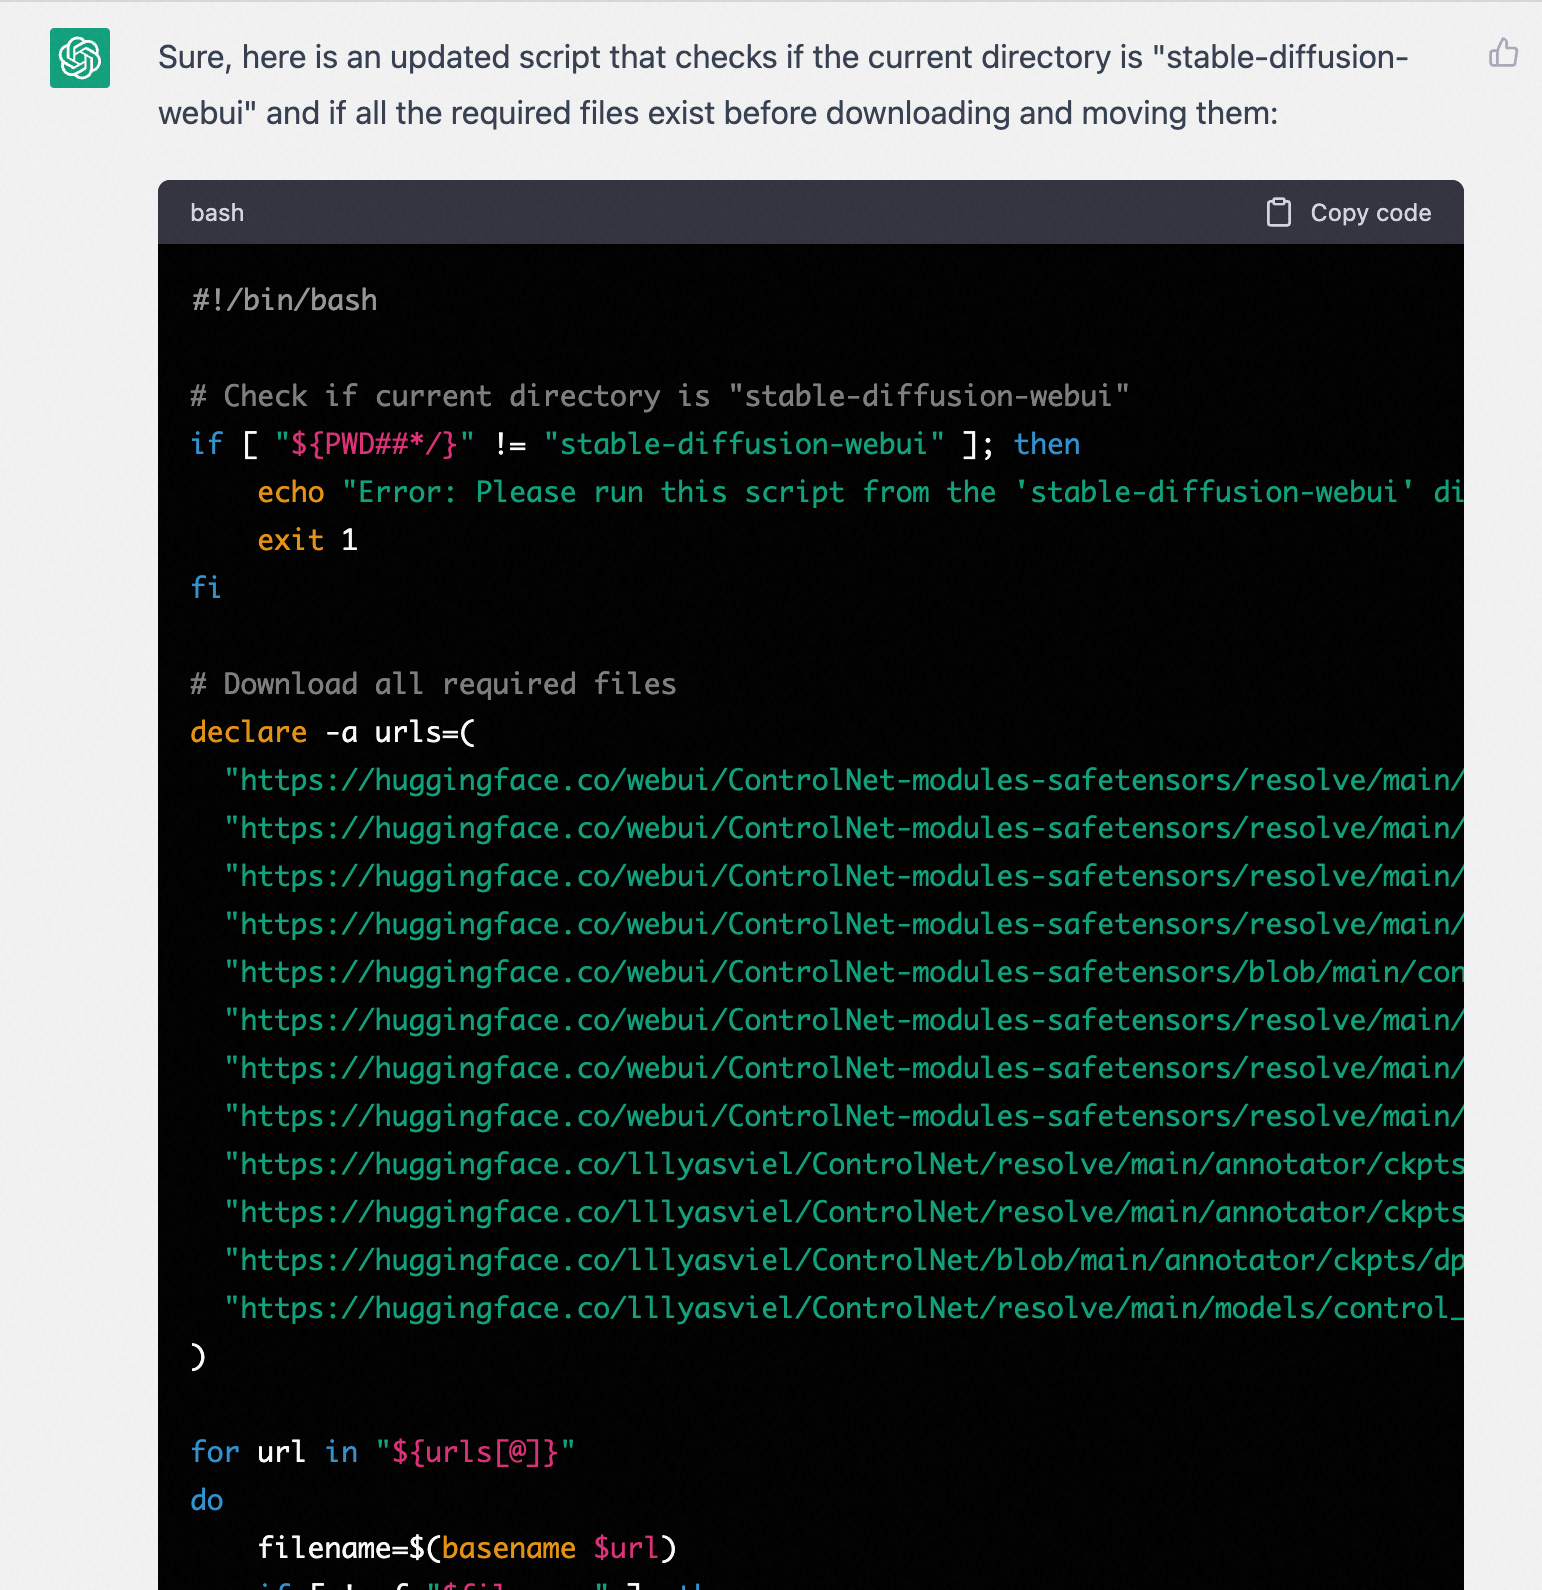 Sure, here is an updated script that checks if the current directory is "stable-diffusion-
webui" and if all the required files exist before downloading and moving them:
bash
Copy code
#!/bin/bash
# Check if current directory is "stable-diffusion-webui"
if [ "${PWD##*/}" != "stable-diffusion-webui" ]; then
    echo "Error: Please run this script from the 'stable-diffusion-webui' di
    exit 1
fi
# Download all required files
declare -a urls=(
  "https://huggingface.co/webui/ControlNet-modules-safetensors/resolve/main/
  "https://huggingface.co/webui/ControlNet-modules-safetensors/resolve/main/
  "https://huggingface.co/webui/ControlNet-modules-safetensors/resolve/main/
  "https://huggingface.co/webui/ControlNet-modules-safetensors/resolve/main/
  "https://huggingface.co/webui/ControlNet-modules-safetensors/blob/main/con
  "https://huggingface.co/webui/ControlNet-modules-safetensors/resolve/main/
  "https://huggingface.co/webui/ControlNet-modules-safetensors/resolve/main/
  "https://huggingface.co/webui/ControlNet-modules-safetensors/resolve/main/
  "https://huggingface.co/lllyasviel/ControlNet/resolve/main/annotator/ckpts
  "https://huggingface.co/lllyasviel/ControlNet/resolve/main/annotator/ckpts
  "https://huggingface.co/lllyasviel/ControlNet/blob/main/annotator/ckpts/dp
  "https://huggingface.co/lllyasviel/ControlNet/resolve/main/models/control_
)
for url in "${urls[@]}"
do
    filename=$(basename $url)